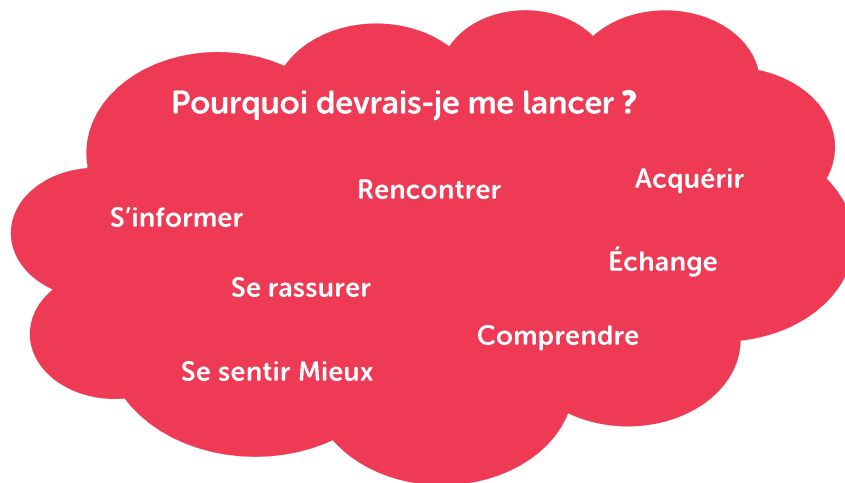 Pourquoi devrais-je me lancer ?
Acquérir
Rencontrer
S'informer
Échange
Se rassurer
Comprendre
Se sentir Mieux